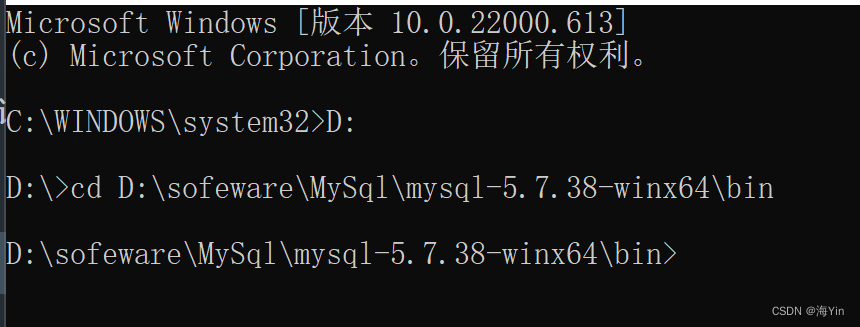 Microsoft Windows [版本 10.0.22000.613]
(c) Microsoft Corporation。保留所有权利。
C:\WINDOWS\system32>D:
D:\>cd D:\sofeware\MySql\mysql-5.7.38-winx64\bin
D:\sofeware\MySql\mysql-5.7.38-winx64\bin>
CSDN @海Yin